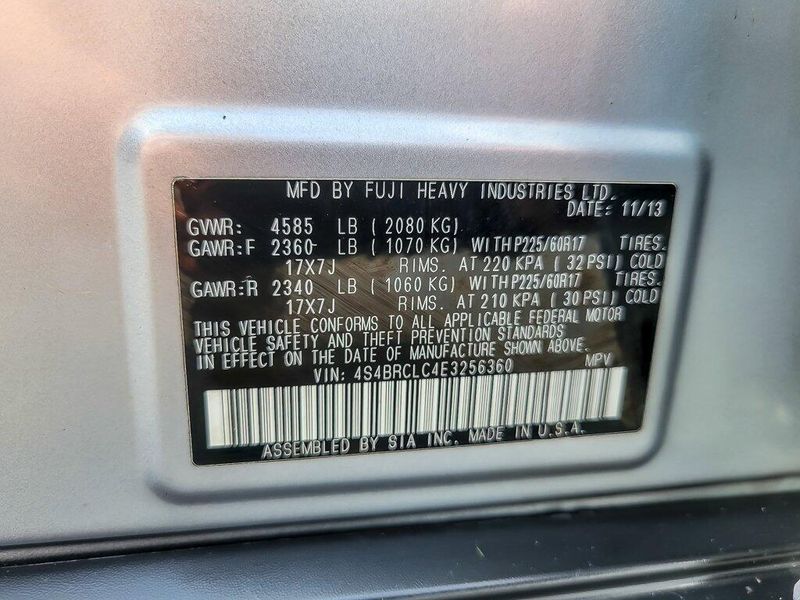 MFD BY FUJI HEAVY INDUSTRIES LTD.
DATE: 11/13
GVWR: 4585 LB ( 2080 KG)
GAWR:F 2360 LB ( 1070 KG) WITH P225/60R17 TIRES.
17X7J RIMS. AT 220 KPA ( 32 PSI) COLD
GAWR:R 2340 LB ( 1060 KG) WITH P225/60R17 TIRES.
17X7J RIMS. AT 210 KPA ( 30 PSI) COLD
THIS VEHICLE CONFORMS TO ALL APPLICABLE FEDERAL MOTOR
VEHICLE SAFETY AND THEFT PREVENTION STANDARDS
IN EFFECT ON THE DATE OF MANUFACTURE SHOWN ABOVE.
VIN: 4S4BRCLC4E3256360 MPV
ASSEMBLED BY SIA INC. MADE IN U.S.A.